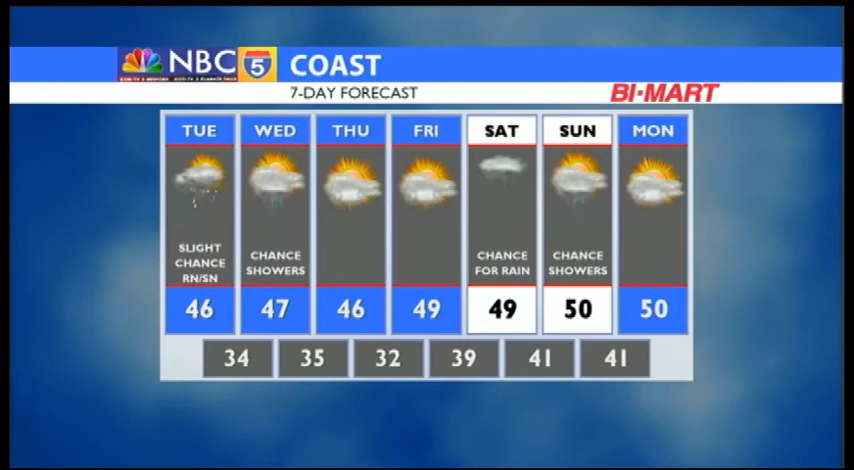 NBC 5 COAST
7-DAY FORECAST
BI-MART
TUE WED THU FRI SAT SUN MON
SLIGHT
CHANCE
RN/SN
CHANCE
SHOWERS
CHANCE
FOR RAIN
CHANCE
SHOWERS
46 47 46 49 49 50 50
34 35 32 39 41 41